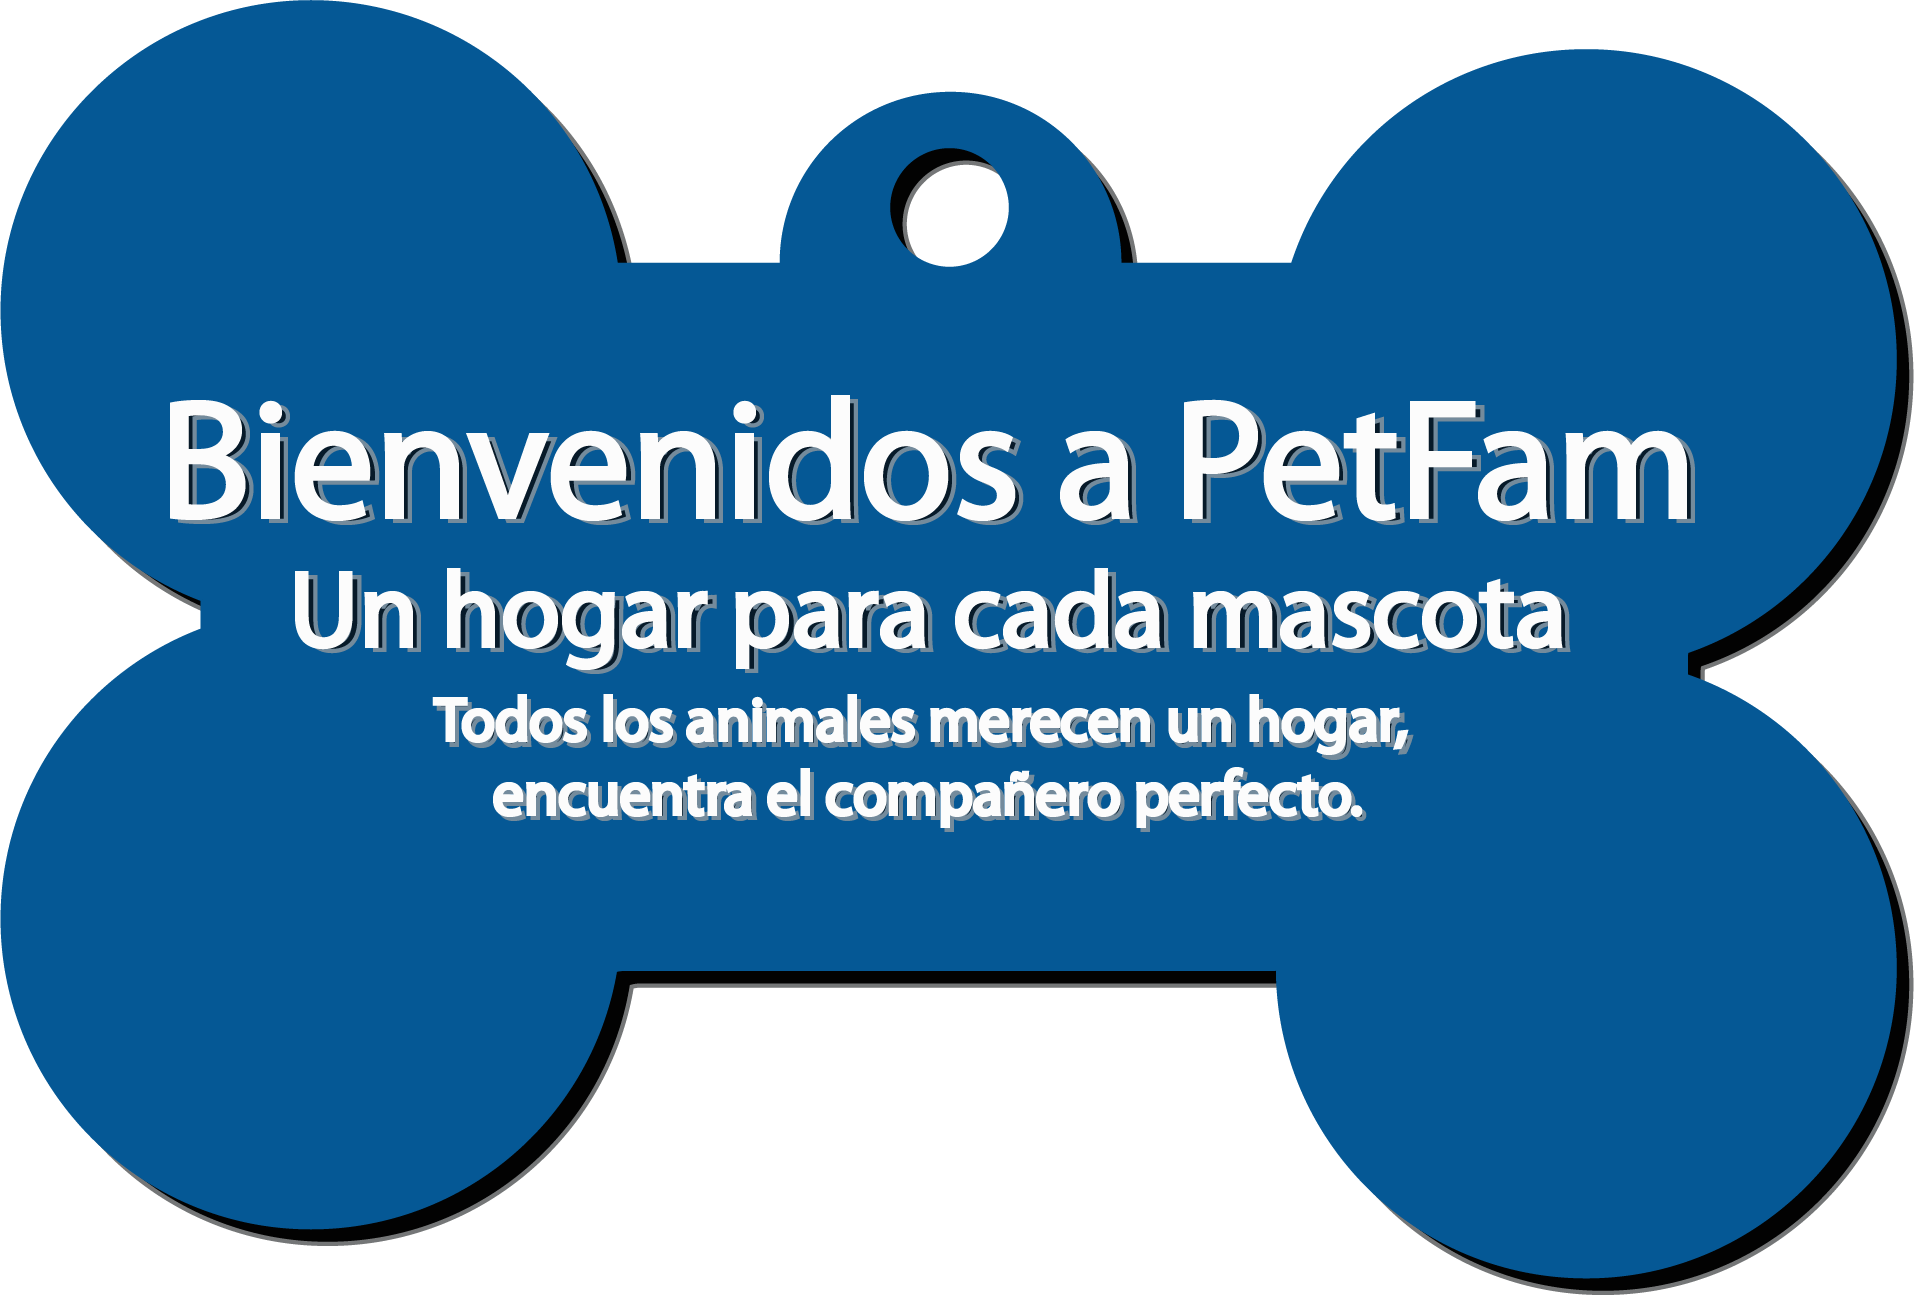 Bienvenidos a PetFam
Un hogar para cada mascota
Todos los animales merecen un hogar,
encuentra el compañero perfecto.